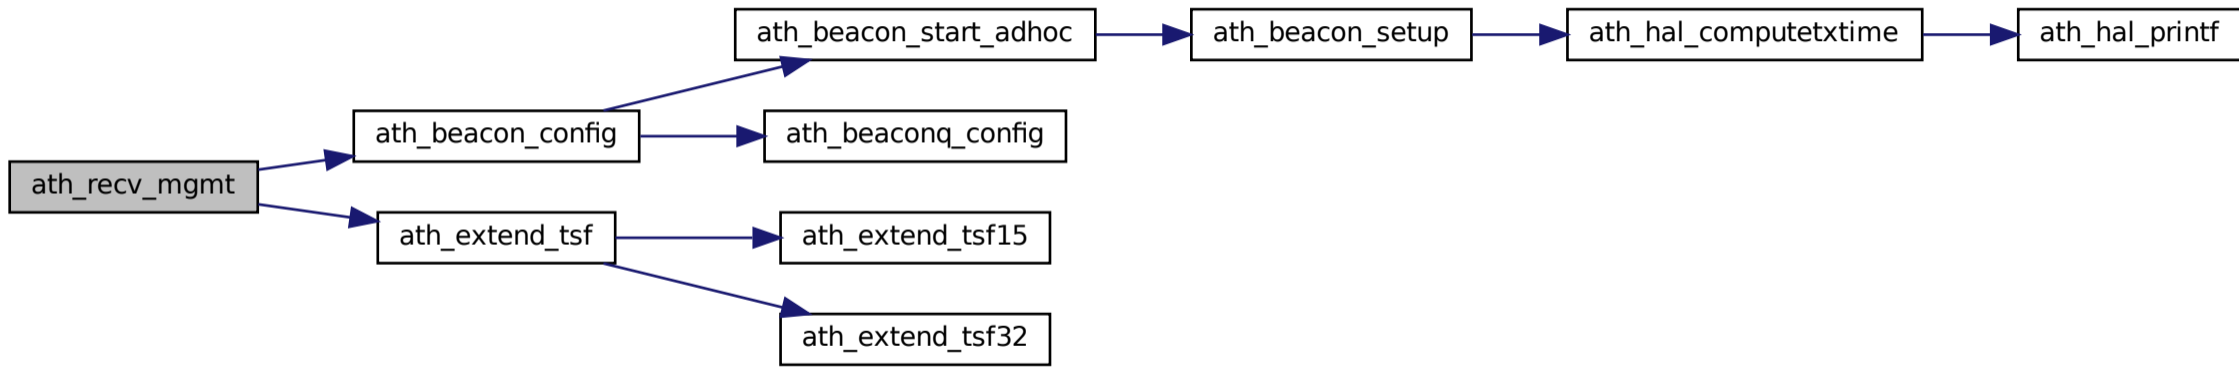 ath_beacon_start_adhoc
ath_beacon_setup
ath_hal_computetxtime
ath_hal_printf
ath_beacon_config
ath_beaconq_config
ath_recv_mgmt
ath_extend_tsf
ath_extend_tsf15
ath_extend_tsf32